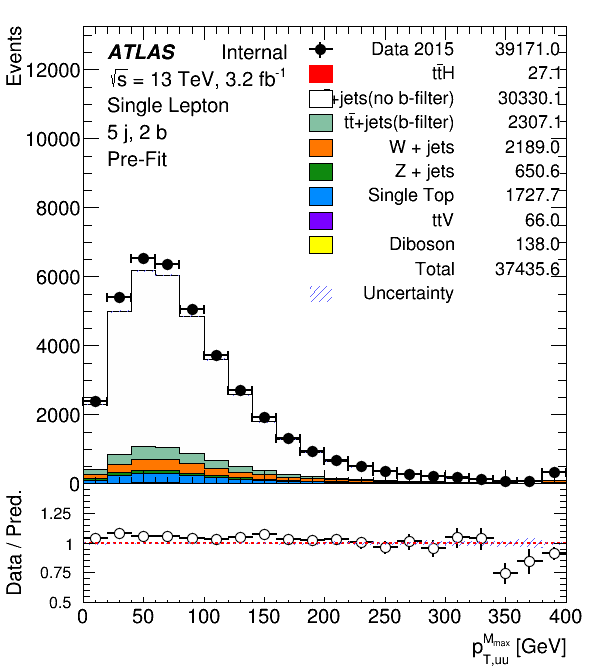 Events
ATLAS Internal
√s = 13 TeV, 3.2 fb⁻¹
Single Lepton
5 j, 2 b
Pre-Fit
Data 2015 39171.0
tt̄H 27.1
+jets(no b-filter) 30330.1
tt̄+jets(b-filter) 2307.1
W + jets 2189.0
Z + jets 650.6
Single Top 1727.7
ttV 66.0
Diboson 138.0
Total 37435.6
Uncertainty
12000
10000
8000
6000
4000
2000
0
Data / Pred.
1.25
1
0.75
0.5
0 50 100 150 200 250 300 350 400
p_{T,uu}^{M_{max}} [GeV]